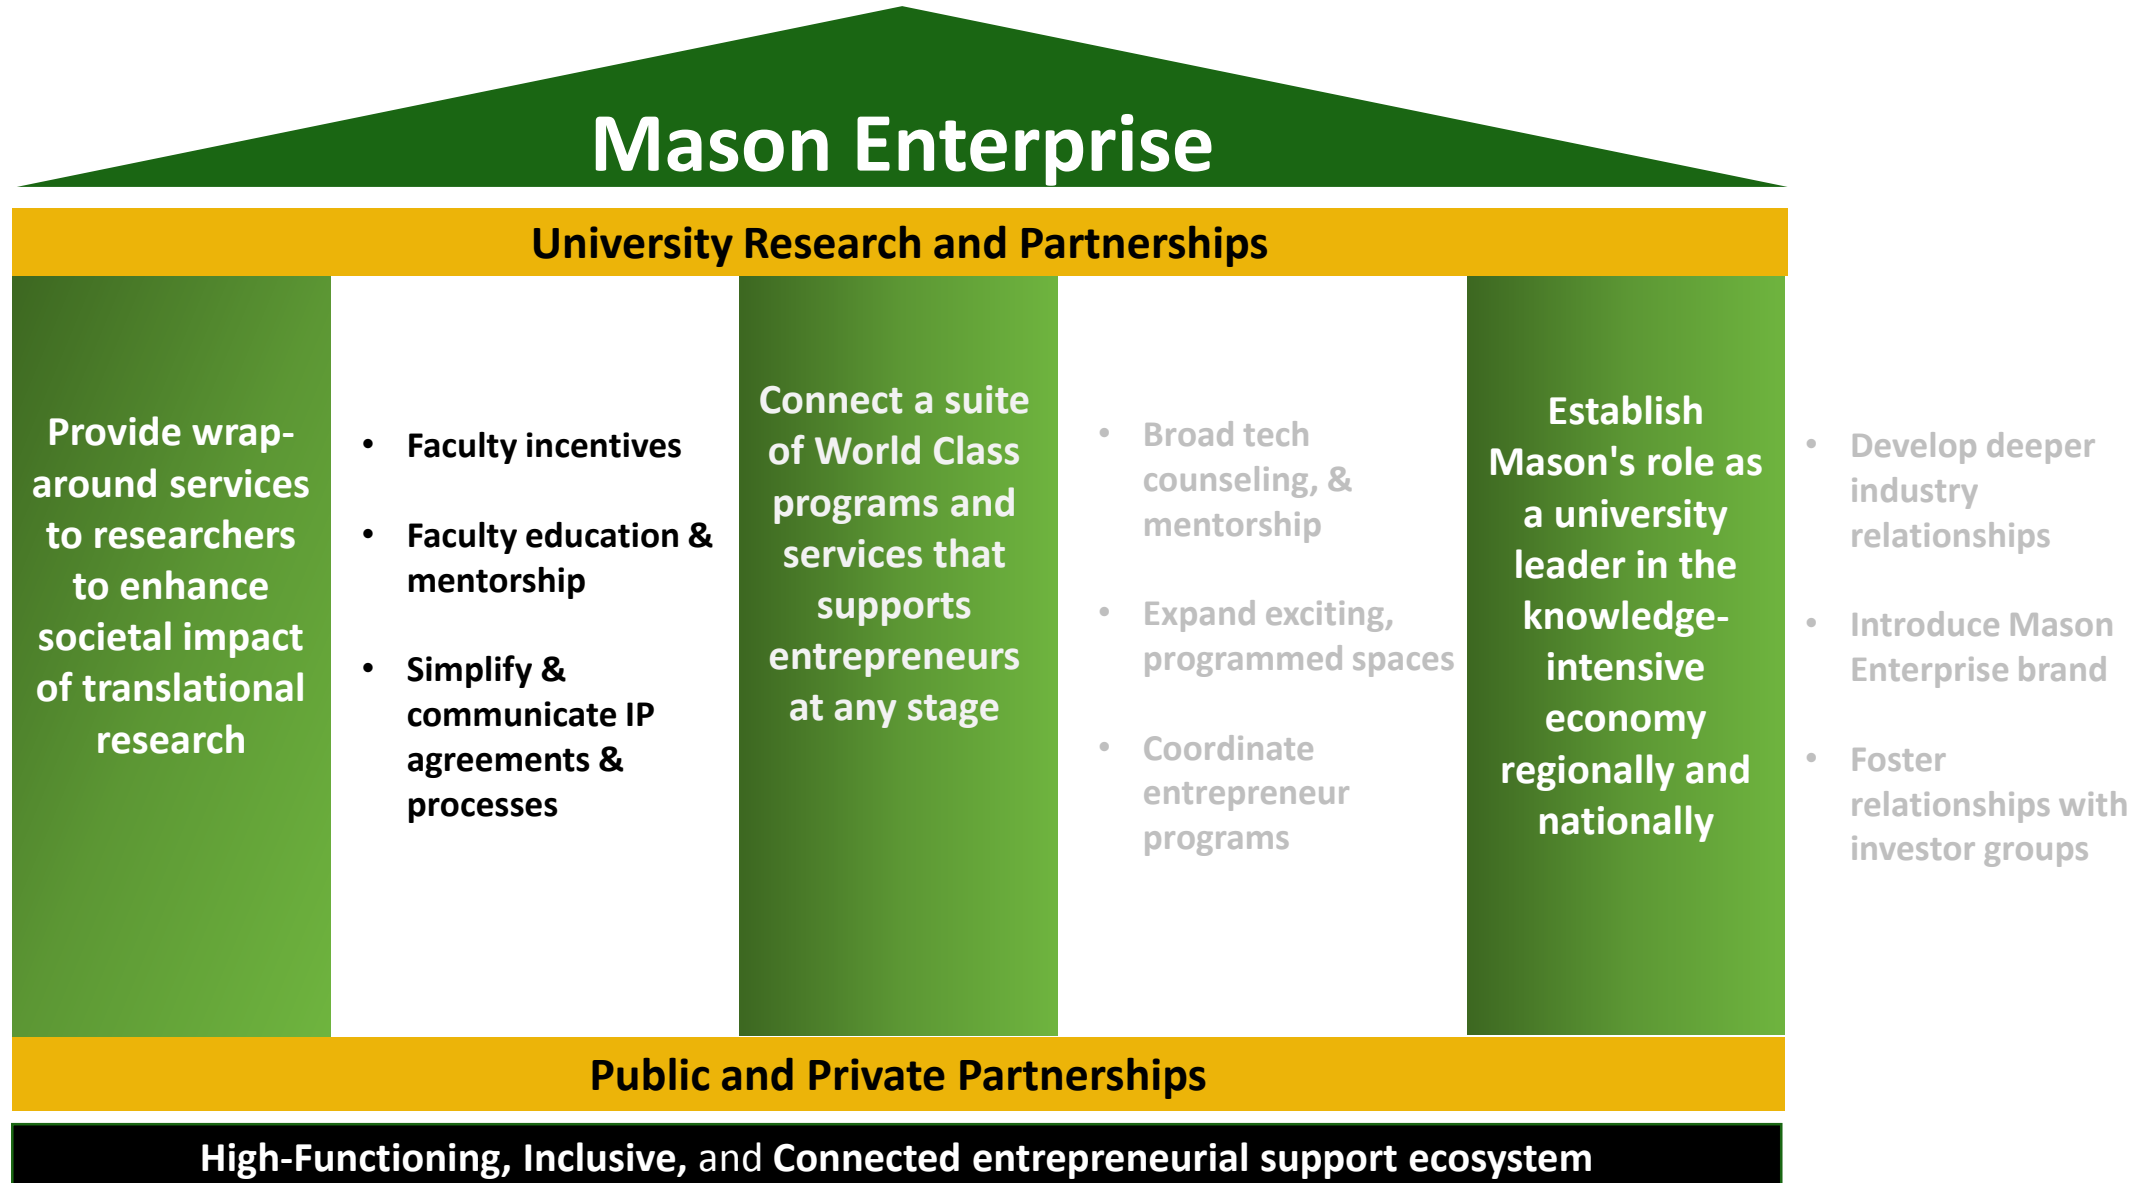 Mason Enterprise
University Research and Partnerships
Provide wrap-
around services
to researchers
to enhance
societal impact
of translational
research
• Faculty incentives
• Faculty education &
mentorship
• Simplify &
communicate IP
agreements &
processes
Connect a suite
of World Class
programs and
services that
supports
entrepreneurs
at any stage
• Broad tech
counseling, &
mentorship
• Expand exciting,
programmed spaces
• Coordinate
entrepreneur
programs
Establish
Mason's role as
a university
leader in the
knowledge-
intensive
economy
regionally and
nationally
• Develop deeper
industry
relationships
• Introduce Mason
Enterprise brand
• Foster
relationships with
investor groups
Public and Private Partnerships
High-Functioning, Inclusive, and Connected entrepreneurial support ecosystem